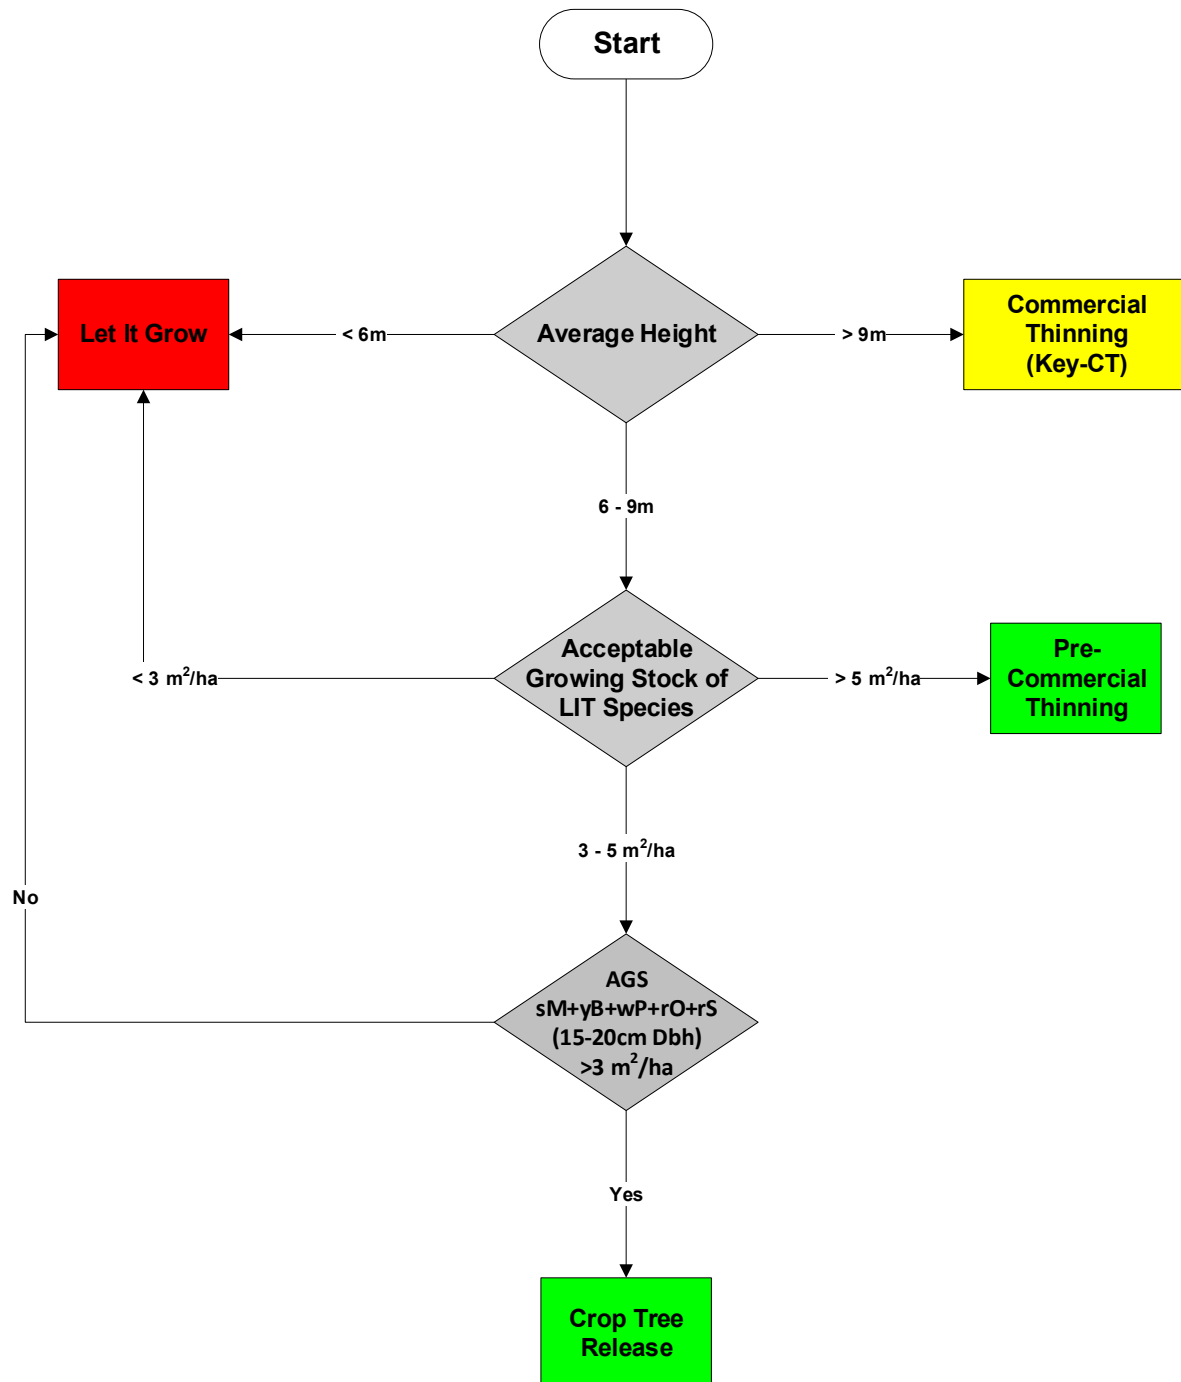 Start
Let It Grow
< 6m
Average Height
> 9m
Commercial
Thinning
(Key-CT)
6 - 9m
< 3 m²/ha
Acceptable
Growing Stock of
LIT Species
> 5 m²/ha
Pre-
Commercial
Thinning
3 - 5 m²/ha
No
AGS
sM+yB+wP+rO+rS
(15-20cm Dbh)
>3 m²/ha
Yes
Crop Tree
Release